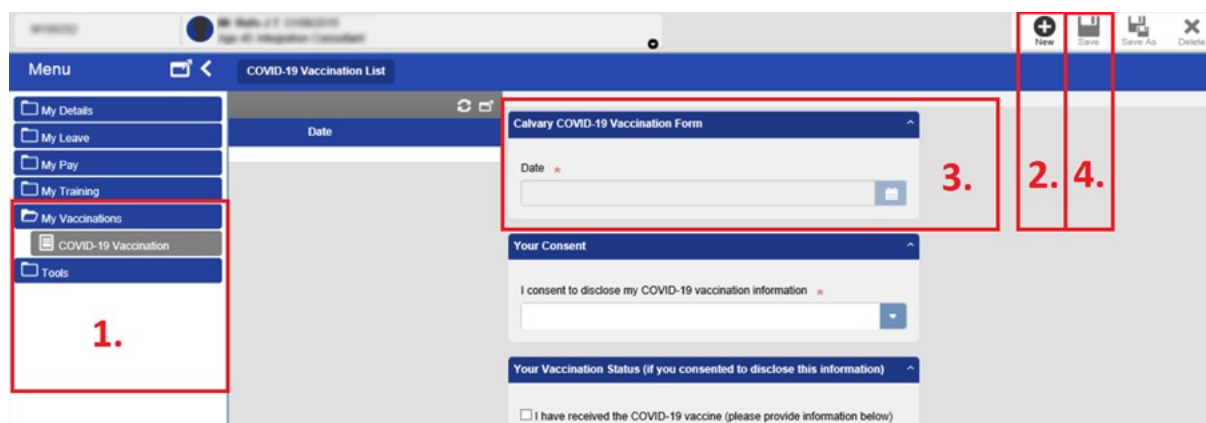 New
Save
Save As
Delete
Menu
COVID-19 Vaccination List
My Details
My Leave
My Pay
My Training
My Vaccinations
COVID-19 Vaccination
Tools
1.
Date
Calvary COVID-19 Vaccination Form
Date *
3.
2.
4.
Your Consent
I consent to disclose my COVID-19 vaccination information *
Your Vaccination Status (if you consented to disclose this information)
I have received the COVID-19 vaccine (please provide information below)